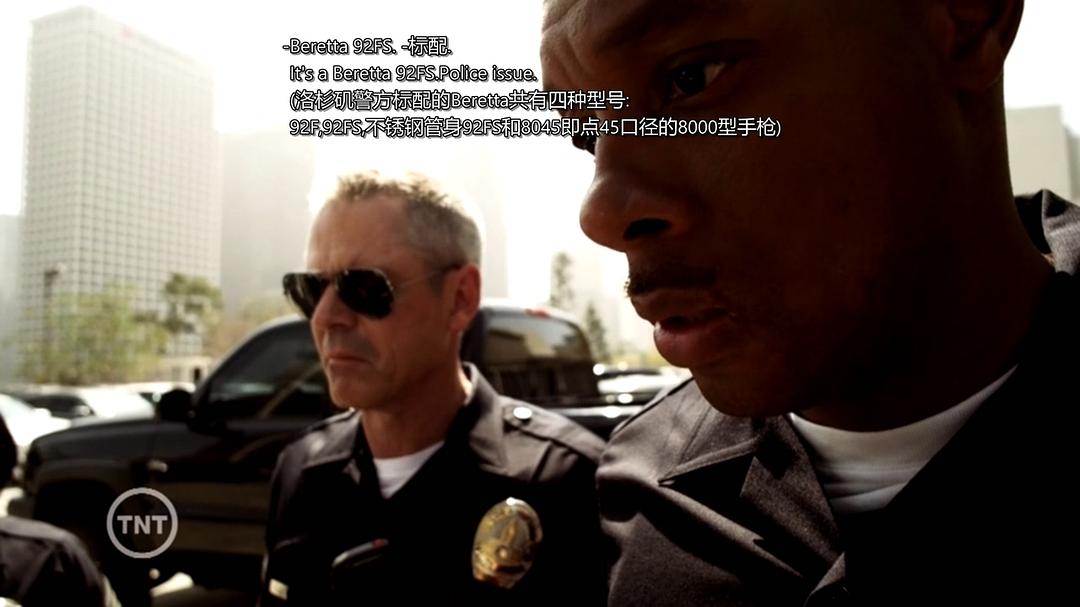 -Beretta 92FS. -标配.
It's a Beretta 92FS.Police issue.
(洛杉矶警方标配的Beretta共有四种型号:
92F,92FS,不锈钢管身92FS和8045即点45口径的8000型手枪)
TNT